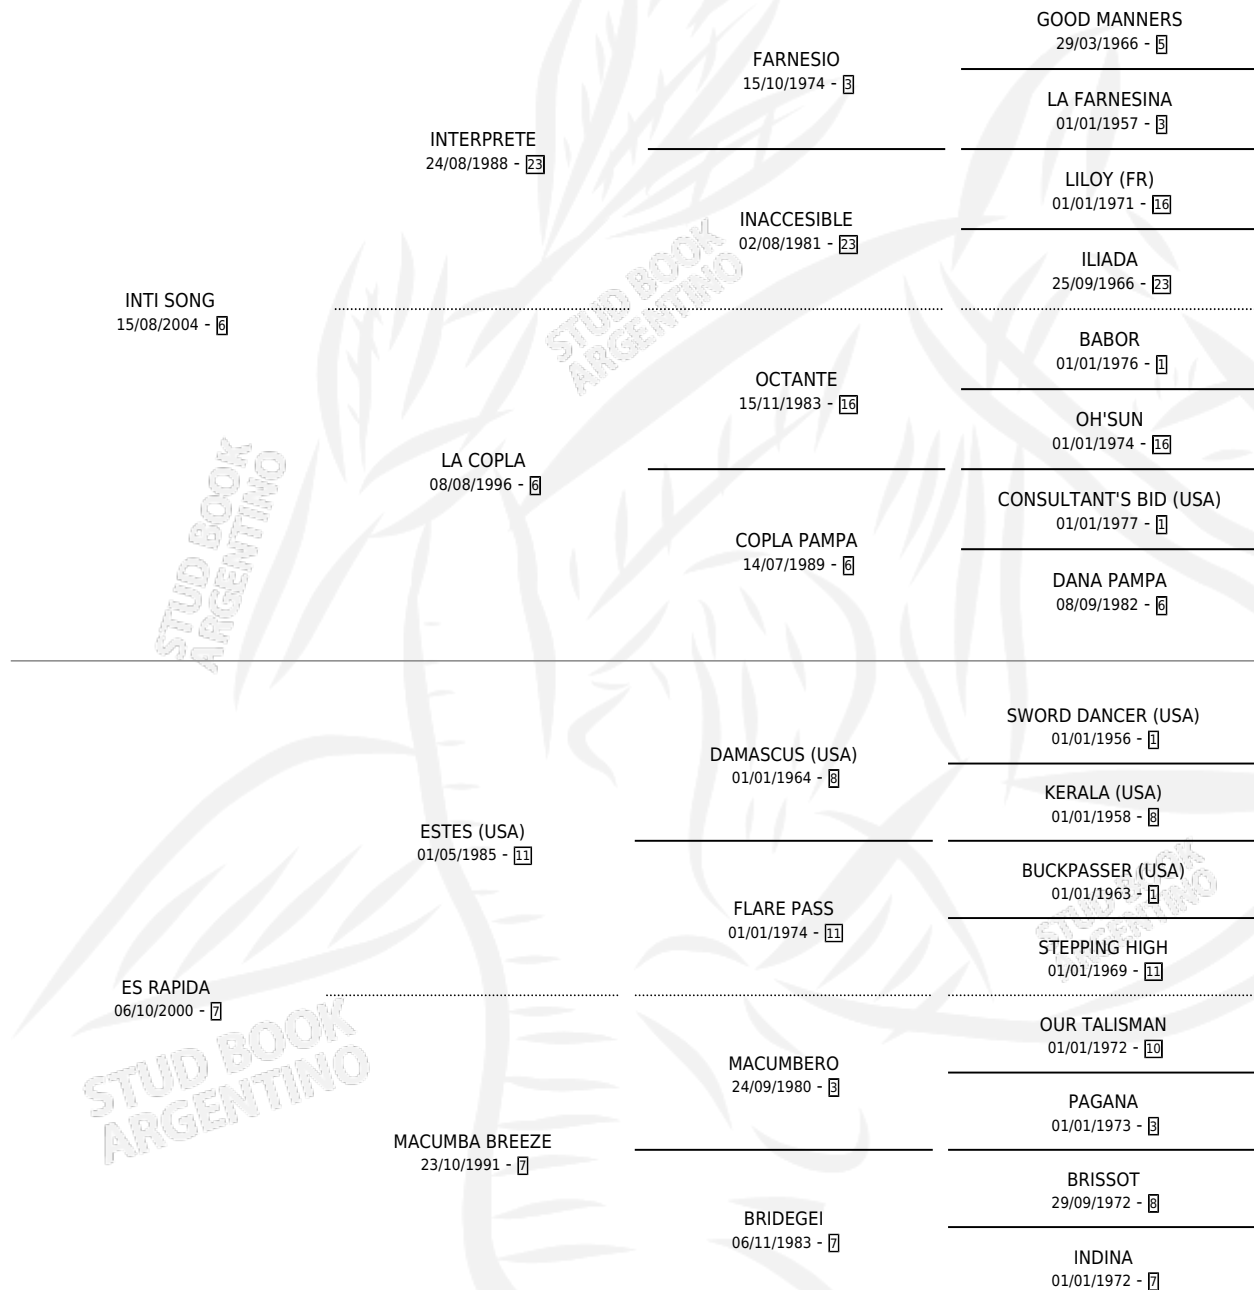 GOOD MANNERS
29/03/1966 - 5
FARNESIO
15/10/1974 - 3
LA FARNESINA
01/01/1957 - 3
INTERPRETE
24/08/1988 - 23
LILOY (FR)
01/01/1971 - 16
INACCESIBLE
02/08/1981 - 23
ILIADA
25/09/1966 - 23
INTI SONG
15/08/2004 - 6
BABOR
01/01/1976 - 1
OCTANTE
15/11/1983 - 16
OH'SUN
01/01/1974 - 16
LA COPLA
08/08/1996 - 6
CONSULTANT'S BID (USA)
01/01/1977 - 1
COPLA PAMPA
14/07/1989 - 6
DANA PAMPA
08/09/1982 - 6
SWORD DANCER (USA)
01/01/1956 - 1
DAMASCUS (USA)
01/01/1964 - 8
KERALA (USA)
01/01/1958 - 8
ESTES (USA)
01/05/1985 - 11
BUCKPASSER (USA)
01/01/1963 - 1
FLARE PASS
01/01/1974 - 11
STEPPING HIGH
01/01/1969 - 11
ES RAPIDA
06/10/2000 - 7
OUR TALISMAN
01/01/1972 - 10
MACUMBERO
24/09/1980 - 3
PAGANA
01/01/1973 - 3
MACUMBA BREEZE
23/10/1991 - 7
BRISSOT
29/09/1972 - 8
BRIDEGEI
06/11/1983 - 7
INDINA
01/01/1972 - 7
STUD BOOK
ARGENTINO
STUD BOOK
ARGENTINO
STUD BOOK
ARGENTINO
STUD BOOK
ARGENTINO